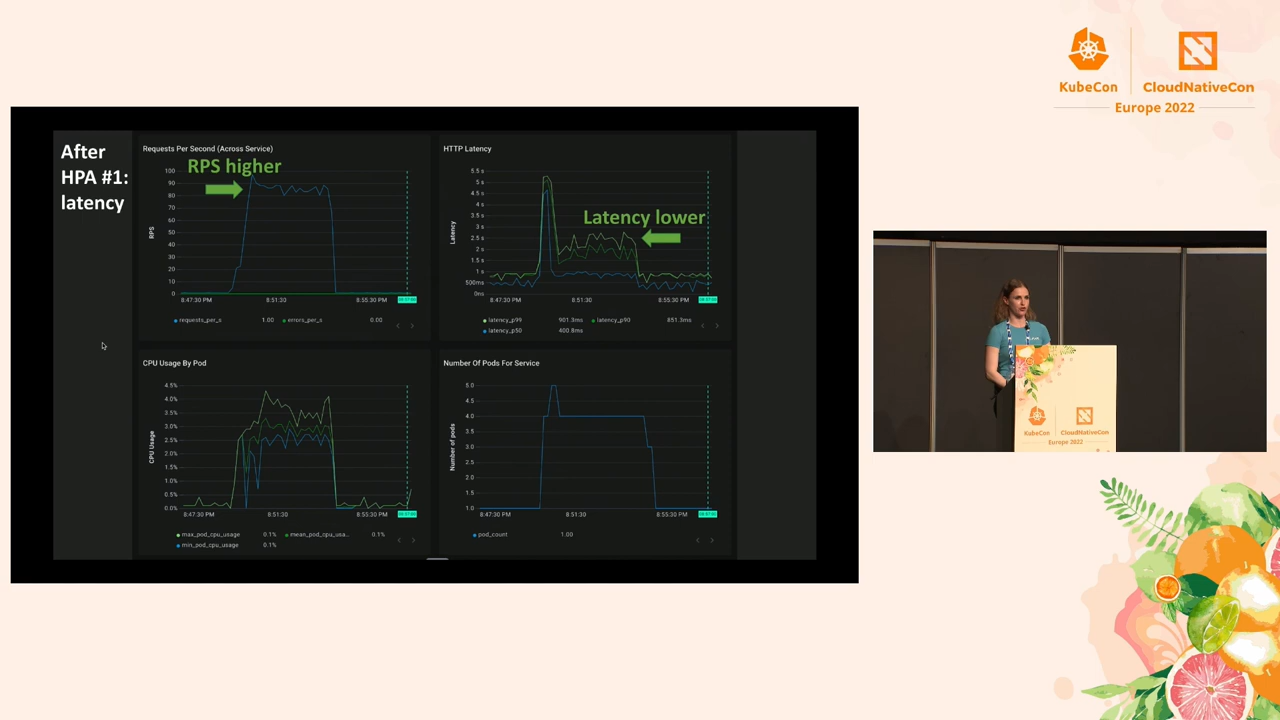 KubeCon
CloudNativeCon
Europe 2022
After
HPA #1:
latency
Requests Per Second (Across Service)
RPS higher
100
90
80
70
60
50
40
30
20
10
0
RPS
8:47:30 PM
8:51:30
8:55:30 PM
requests_per_s
1.00
errors_per_s
0.00
HTTP Latency
Latency lower
5.5 s
5 s
4.5 s
4 s
3.5 s
3 s
2.5 s
2 s
1.5 s
1 s
500ms
0ns
Latency
8:47:30 PM
8:51:30
8:55:30 PM
latency_p99
901.3ms
latency_p90
851.3ms
latency_p50
400.8ms
CPU Usage By Pod
4.5%
4.0%
3.5%
3.0%
2.5%
2.0%
1.5%
1.0%
0.5%
0.0%
CPU Usage
8:47:30 PM
8:51:30
8:55:30 PM
max_pod_cpu_usage
0.1%
mean_pod_cpu_usa...
0.1%
min_pod_cpu_usage
0.1%
Number Of Pods For Service
5.0
4.5
4.0
3.5
3.0
2.5
2.0
1.5
1.0
Number of pods
8:47:30 PM
8:51:30
8:55:30 PM
pod_count
1.00
KubeCon
CloudNativeCon
Europe 2022